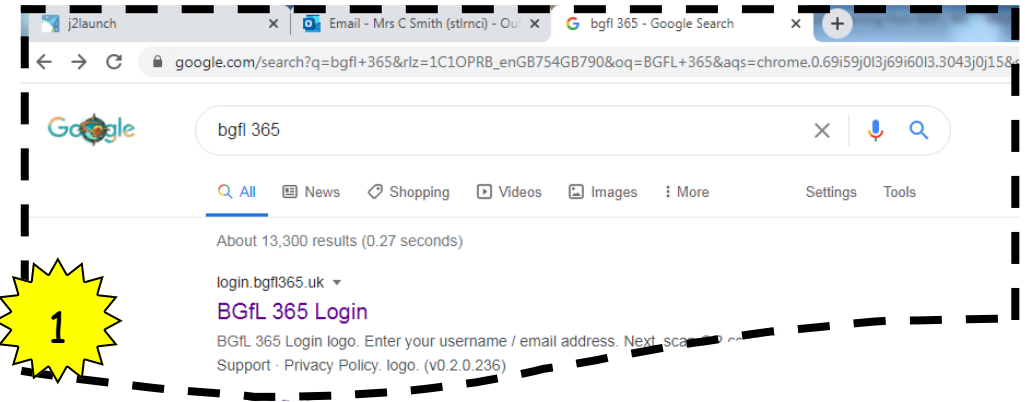 j2launch
Email - Mrs C Smith (stlrnci) - Ou
bgfl 365 - Google Search
google.com/search?q=bgfl+365&rlz=1C1OPRB_enGB754GB790&oq=BGFL+365&aqs=chrome.0.69i59j0l3j69i60l3.3043j0j15&
Google
bgfl 365
All News Shopping Videos Images More Settings Tools
About 13,300 results (0.27 seconds)
login.bgfl365.uk
BGfL 365 Login
BGfL 365 Login logo. Enter your username / email address. Next, scan
Support · Privacy Policy. logo. (v0.2.0.236)
1